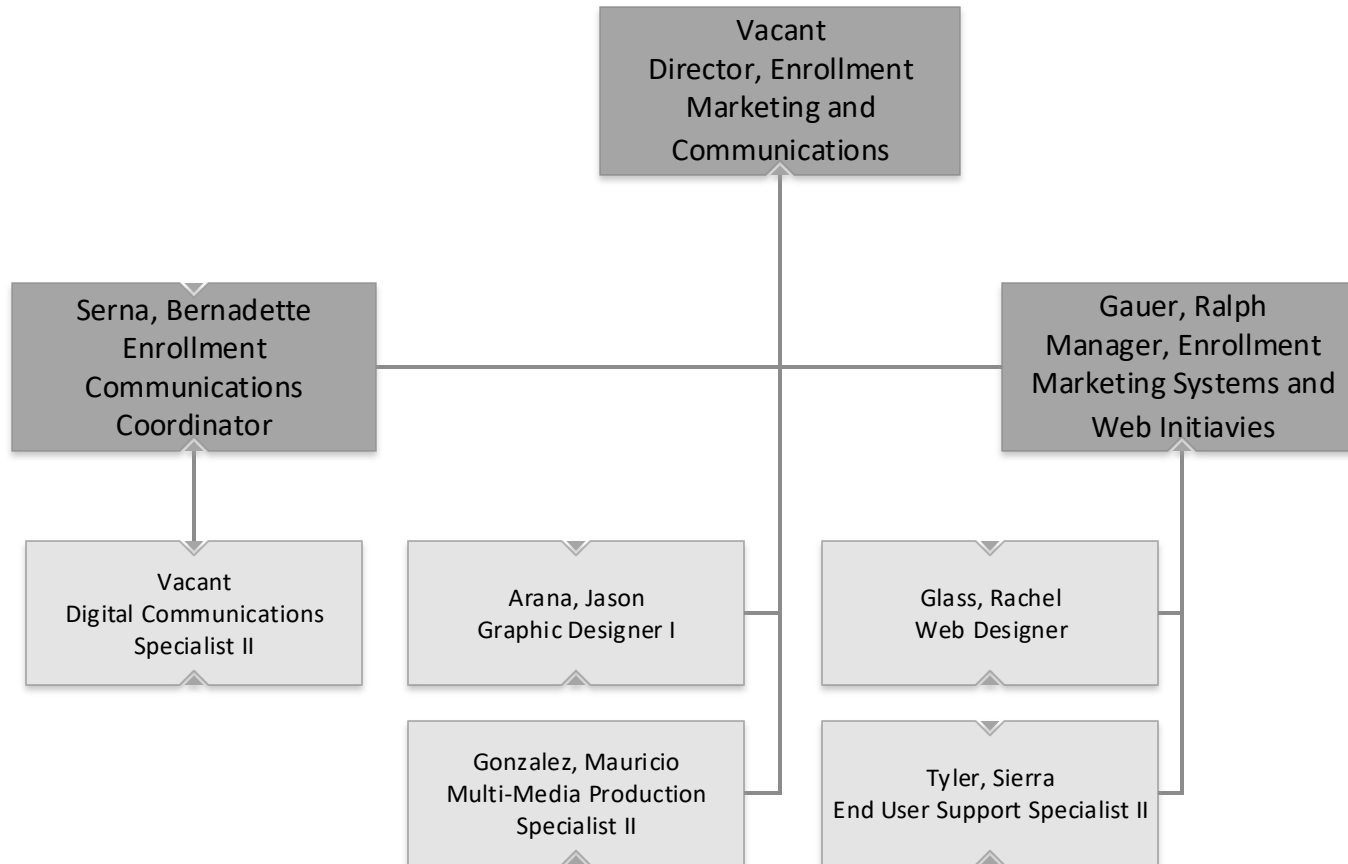 Vacant
Director, Enrollment
Marketing and
Communications
Serna, Bernadette
Enrollment
Communications
Coordinator
Gauer, Ralph
Manager, Enrollment
Marketing Systems and
Web Initiavies
Vacant
Digital Communications
Specialist II
Arana, Jason
Graphic Designer I
Glass, Rachel
Web Designer
Gonzalez, Mauricio
Multi-Media Production
Specialist II
Tyler, Sierra
End User Support Specialist II